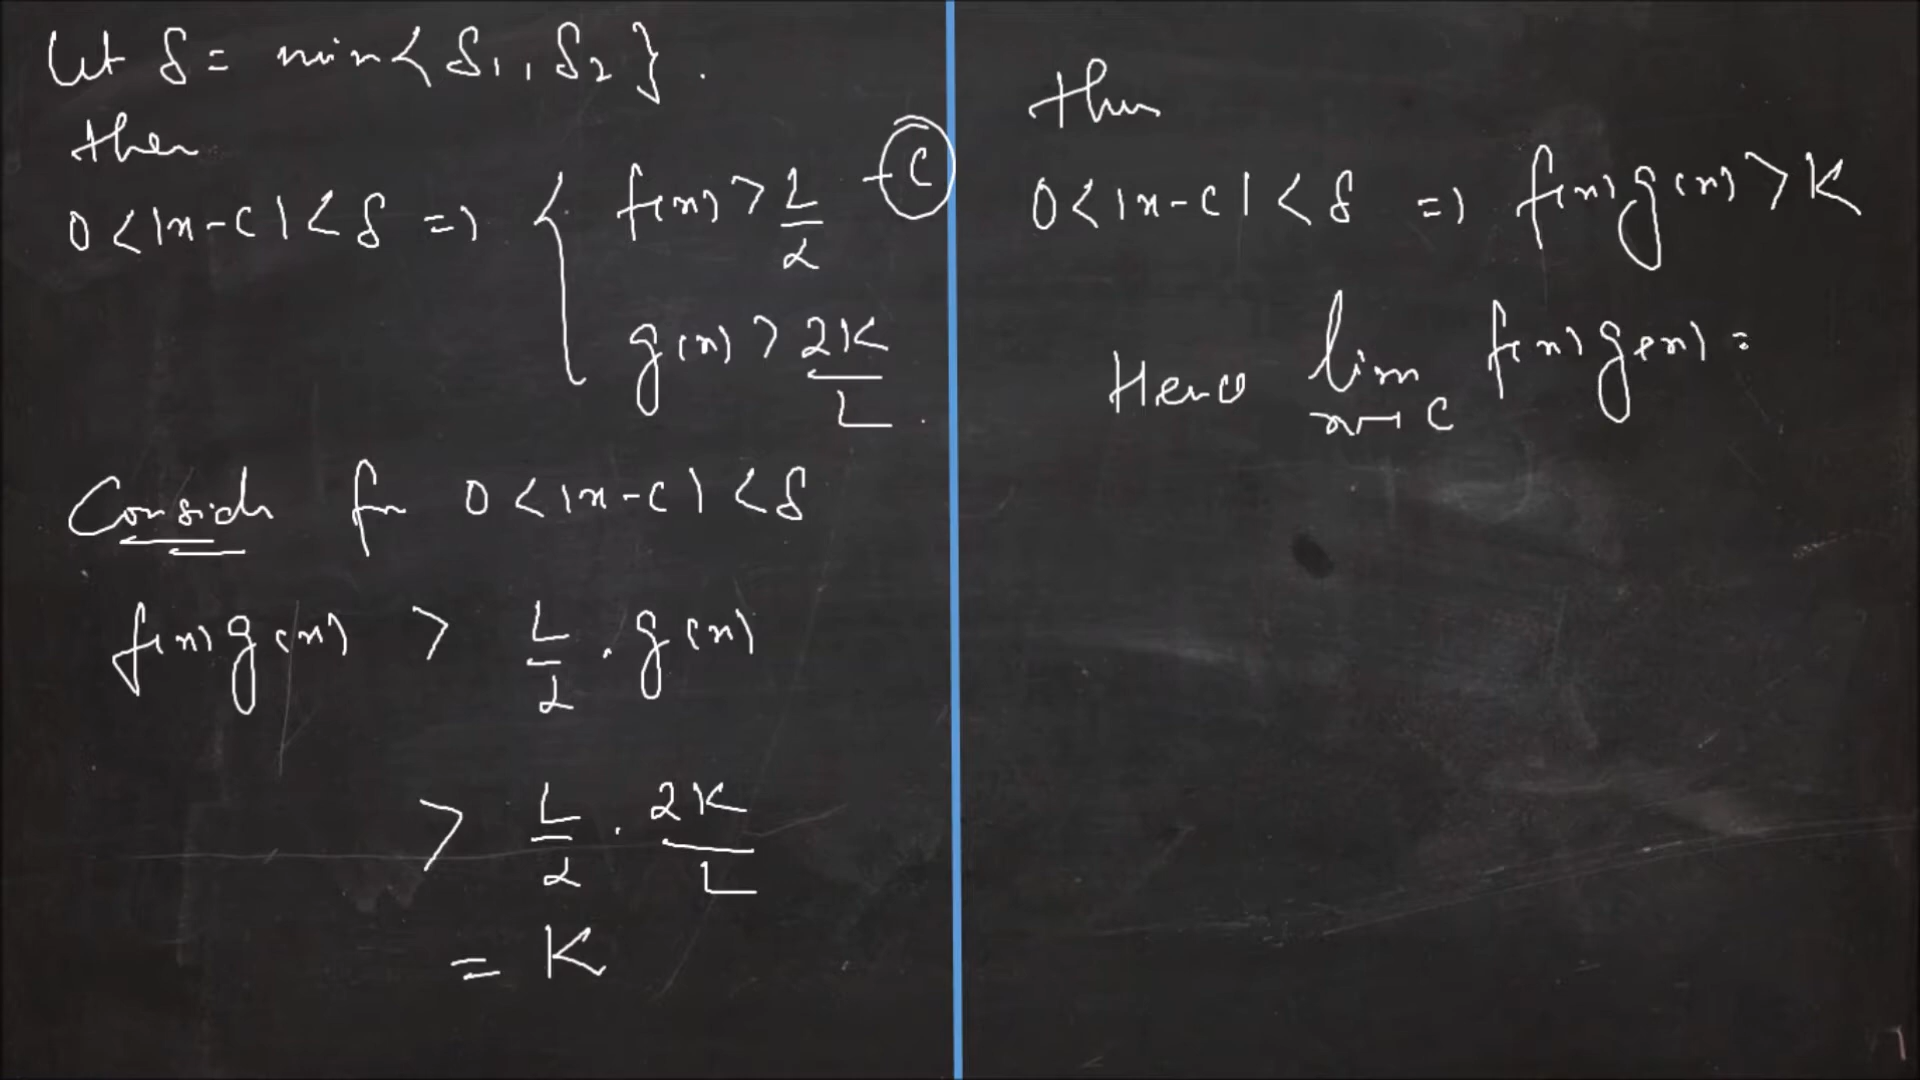 Let δ = min{δ1, δ2}.
then
0<|x-c|<δ => { f(x) > L/2 - C
g(x) > 2K/L.
Consider for 0<|x-c|<δ
f(x)g(x) > L/2 . g(x)
> L/2 . 2K/L
= K
thus
0<|x-c|<δ => f(x)g(x) > K
Hence lim x→c f(x)g(x) =